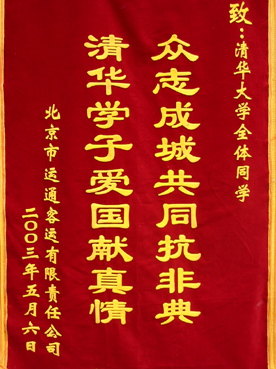 致：清华大学全体同学
众志成城共同抗非典
清华学子爱国献真情
北京市运通客运有限责任公司
二〇〇三年五月六日